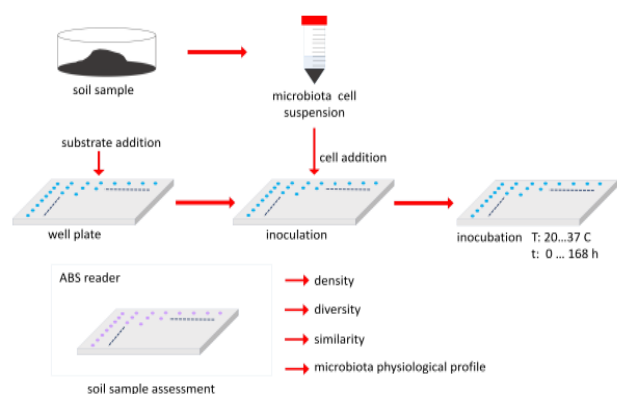 soil sample
microbiota cell
suspension
substrate addition
cell addition
well plate
inoculation
inocubation T: 20...37 C
t: 0 ... 168 h
ABS reader
density
diversity
similarity
microbiota physiological profile
soil sample assessment